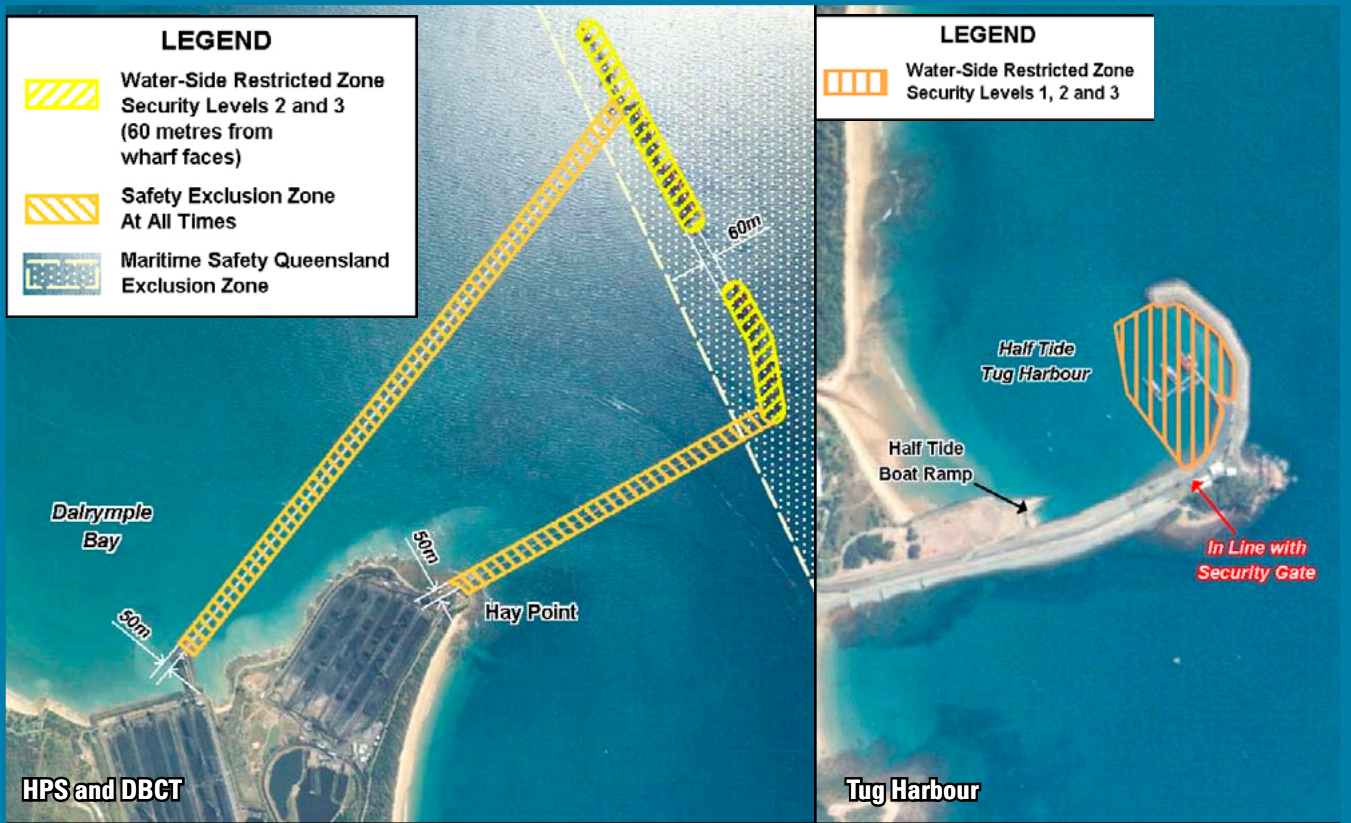 LEGEND
Water-Side Restricted Zone
Security Levels 2 and 3
(60 metres from
wharf faces)
Safety Exclusion Zone
At All Times
Maritime Safety Queensland
Exclusion Zone
60m
Dalrymple
Bay
50m
50m
Hay Point
HPS and DBCT
LEGEND
Water-Side Restricted Zone
Security Levels 1, 2 and 3
Half Tide
Tug Harbour
Half Tide
Boat Ramp
In Line with
Security Gate
Tug Harbour